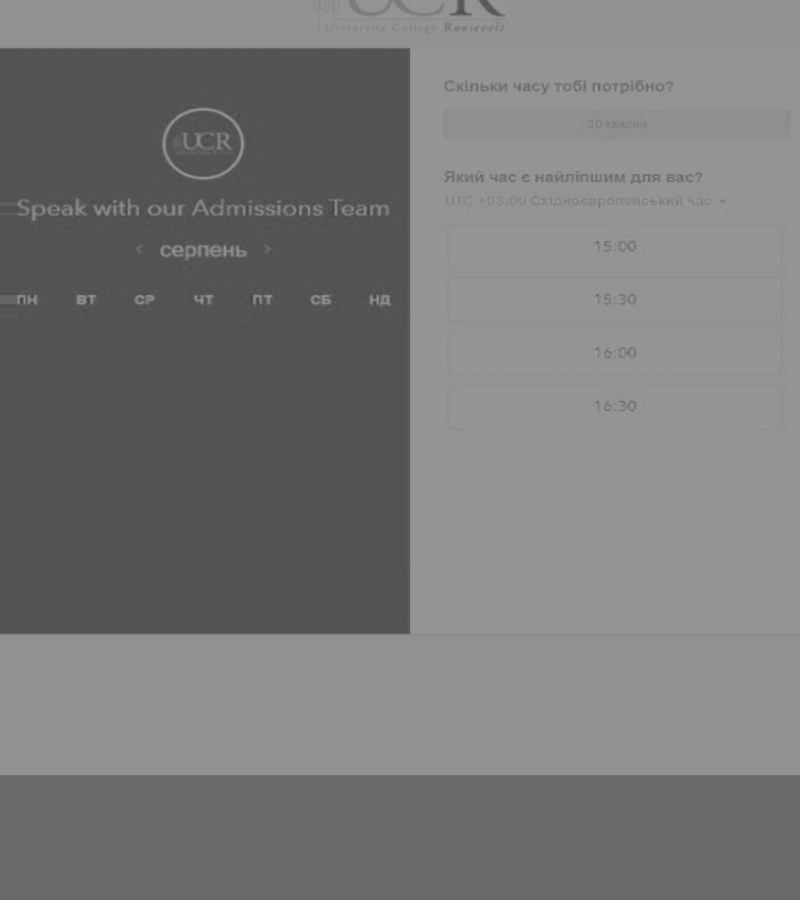 UCR
University College Roosevelt
UCR
Speak with our Admissions Team
< серпень >
ПН ВТ СР ЧТ ПТ СБ НД
Скільки часу тобі потрібно?
30 хвилин
Який час є найліпшим для вас?
UTC +03:00 Східноєвропейський час
15:00
15:30
16:00
16:30